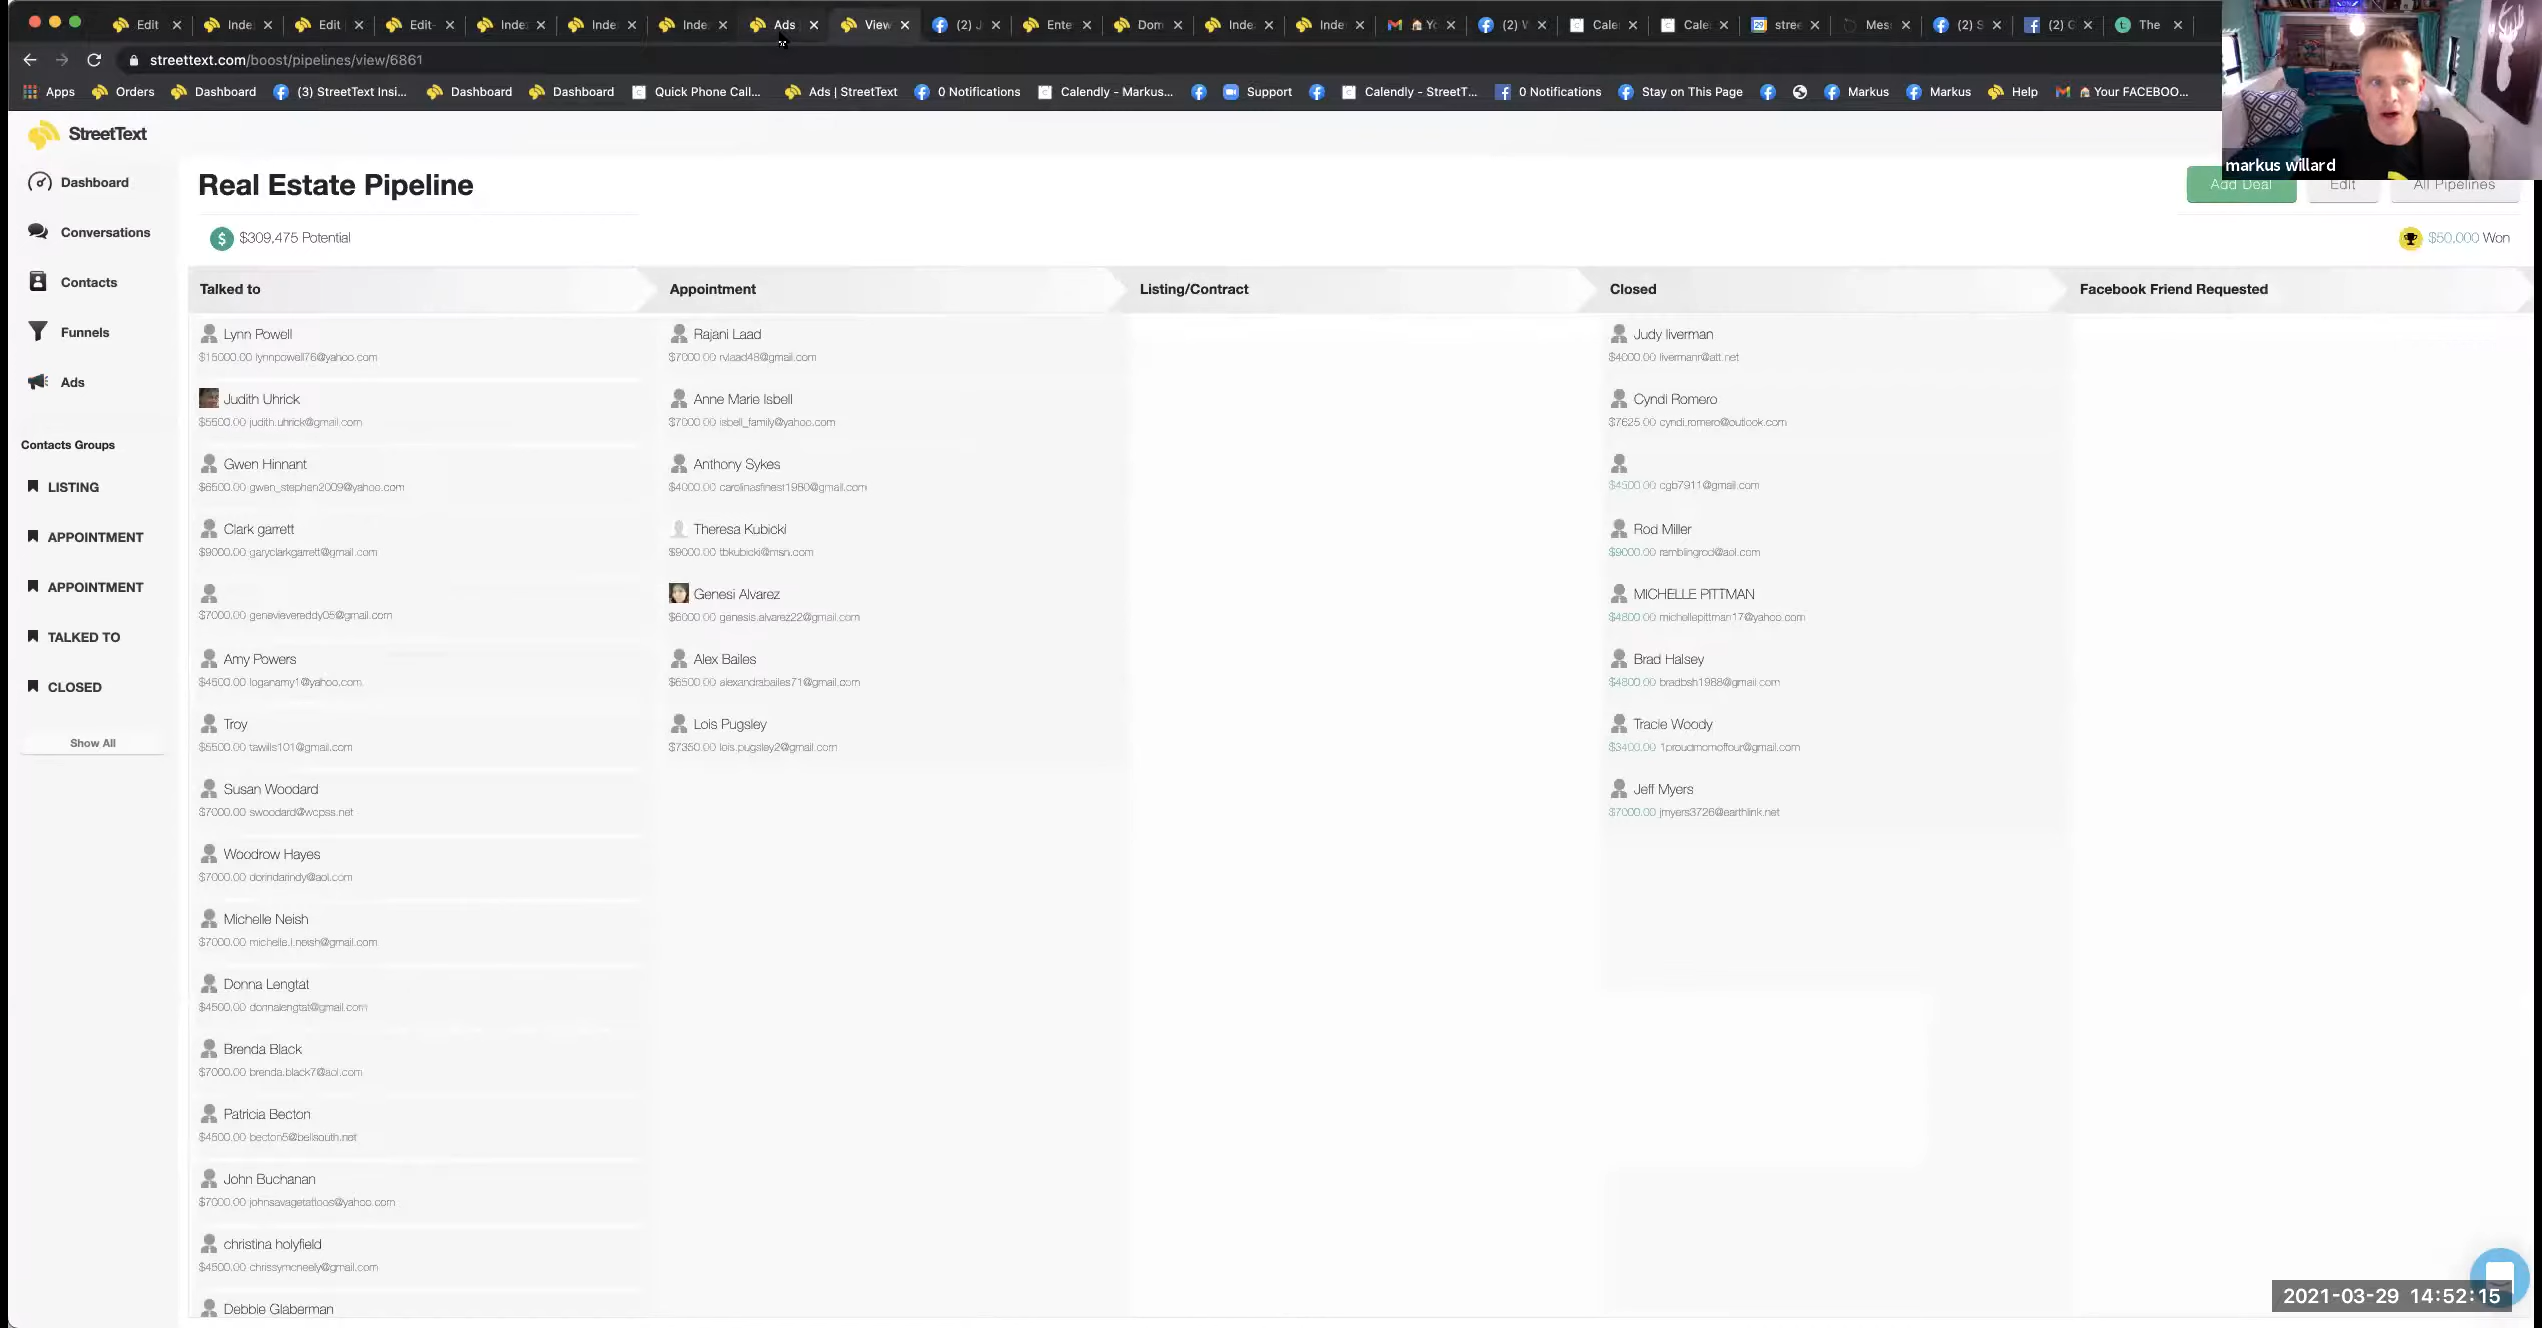 Edit Inde Edit Edit- Inde Inde Inde Ads View (2) J Ente Dom Inde Inde (2) Cale Cale stree Mes (2) S (2) G The
streettext.com/boost/pipelines/view/6861
Apps Orders Dashboard (3) StreetText Insi... Dashboard Dashboard Quick Phone Call... Ads | StreetText 0 Notifications Calendly - Markus... Support Calendly - StreetT... 0 Notifications Stay on This Page Markus Markus Help Your FACEBOO...
markus willard
StreetText
Dashboard
Conversations
Contacts
Funnels
Ads
Contacts Groups
LISTING
APPOINTMENT
APPOINTMENT
TALKED TO
CLOSED
Show All
Real Estate Pipeline
Add Deal Edit All Pipelines
$309,475 Potential
$50,000 Won
Talked to
Lynn Powell
$15000.00 lynnpowell76@yahoo.com
Judith Uhrick
$5500.00 judith.uhrick@gmail.com
Gwen Hinnant
$6500.00 gwen_stephen2009@yahoo.com
Clark garrett
$9000.00 garyclarkgarrett@gmail.com
$7000.00 genevievereddy05@gmail.com
Amy Powers
$4500.00 loganamy1@yahoo.com
Troy
$5500.00 tawills101@gmail.com
Susan Woodard
$7000.00 swoodard@wcpss.net
Woodrow Hayes
$7000.00 dorindarindy@aol.com
Michelle Neish
$7000.00 michelle.l.neish@gmail.com
Donna Lengtat
$4500.00 donnalengtat@gmail.com
Brenda Black
$7000.00 brenda.black7@aol.com
Patricia Becton
$4500.00 becton5@bellsouth.net
John Buchanan
$7000.00 johnsavagetattoos@yahoo.com
christina holyfield
$4500.00 chrissymcneely@gmail.com
Debbie Glaberman
Appointment
Rajani Laad
$7000.00 rvlaad48@gmail.com
Anne Marie Isbell
$7000.00 isbell_family@yahoo.com
Anthony Sykes
$4000.00 carolinasfinest1980@gmail.com
Theresa Kubicki
$9000.00 tbkubicki@msn.com
Genesi Alvarez
$6000.00 genesis.alvarez22@gmail.com
Alex Bailes
$6500.00 alexandrabailes71@gmail.com
Lois Pugsley
$7350.00 lois.pugsley2@gmail.com
Listing/Contract
Closed
Judy liverman
$4000.00 livermanr@att.net
Cyndi Romero
$7625.00 cyndi.romero@outlook.com
$4500.00 cgb7911@gmail.com
Rod Miller
$9000.00 ramblingrod@aol.com
MICHELLE PITTMAN
$4800.00 michellepittman17@yahoo.com
Brad Halsey
$4800.00 bradbsh1988@gmail.com
Tracie Woody
$3400.00 1proudmomoffour@gmail.com
Jeff Myers
$7000.00 jmyers3726@earthlink.net
Facebook Friend Requested
2021-03-29 14:52:15